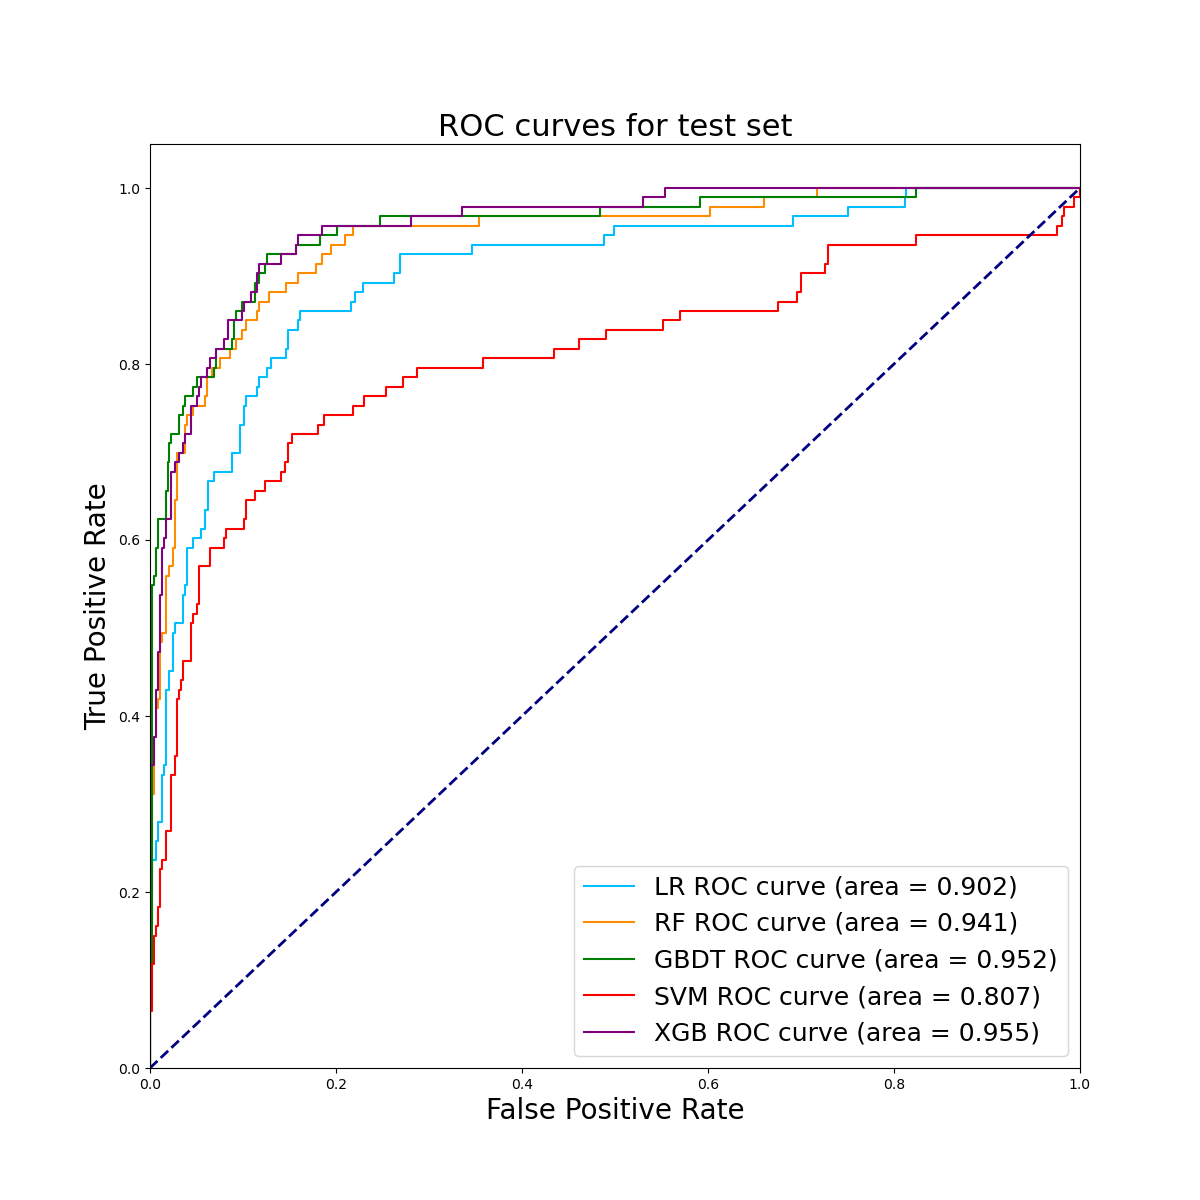 ROC curves for test set
True Positive Rate
1.0
0.8
0.6
0.4
0.2
0.0
0.0 0.2 0.4 0.6 0.8 1.0
False Positive Rate
LR ROC curve (area = 0.902)
RF ROC curve (area = 0.941)
GBDT ROC curve (area = 0.952)
SVM ROC curve (area = 0.807)
XGB ROC curve (area = 0.955)